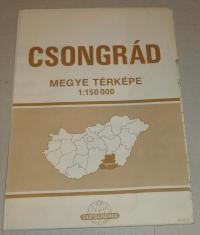 CSONGRÁD
MEGYE TÉRKÉPE
1:150 000
CARTOGRAPHIA